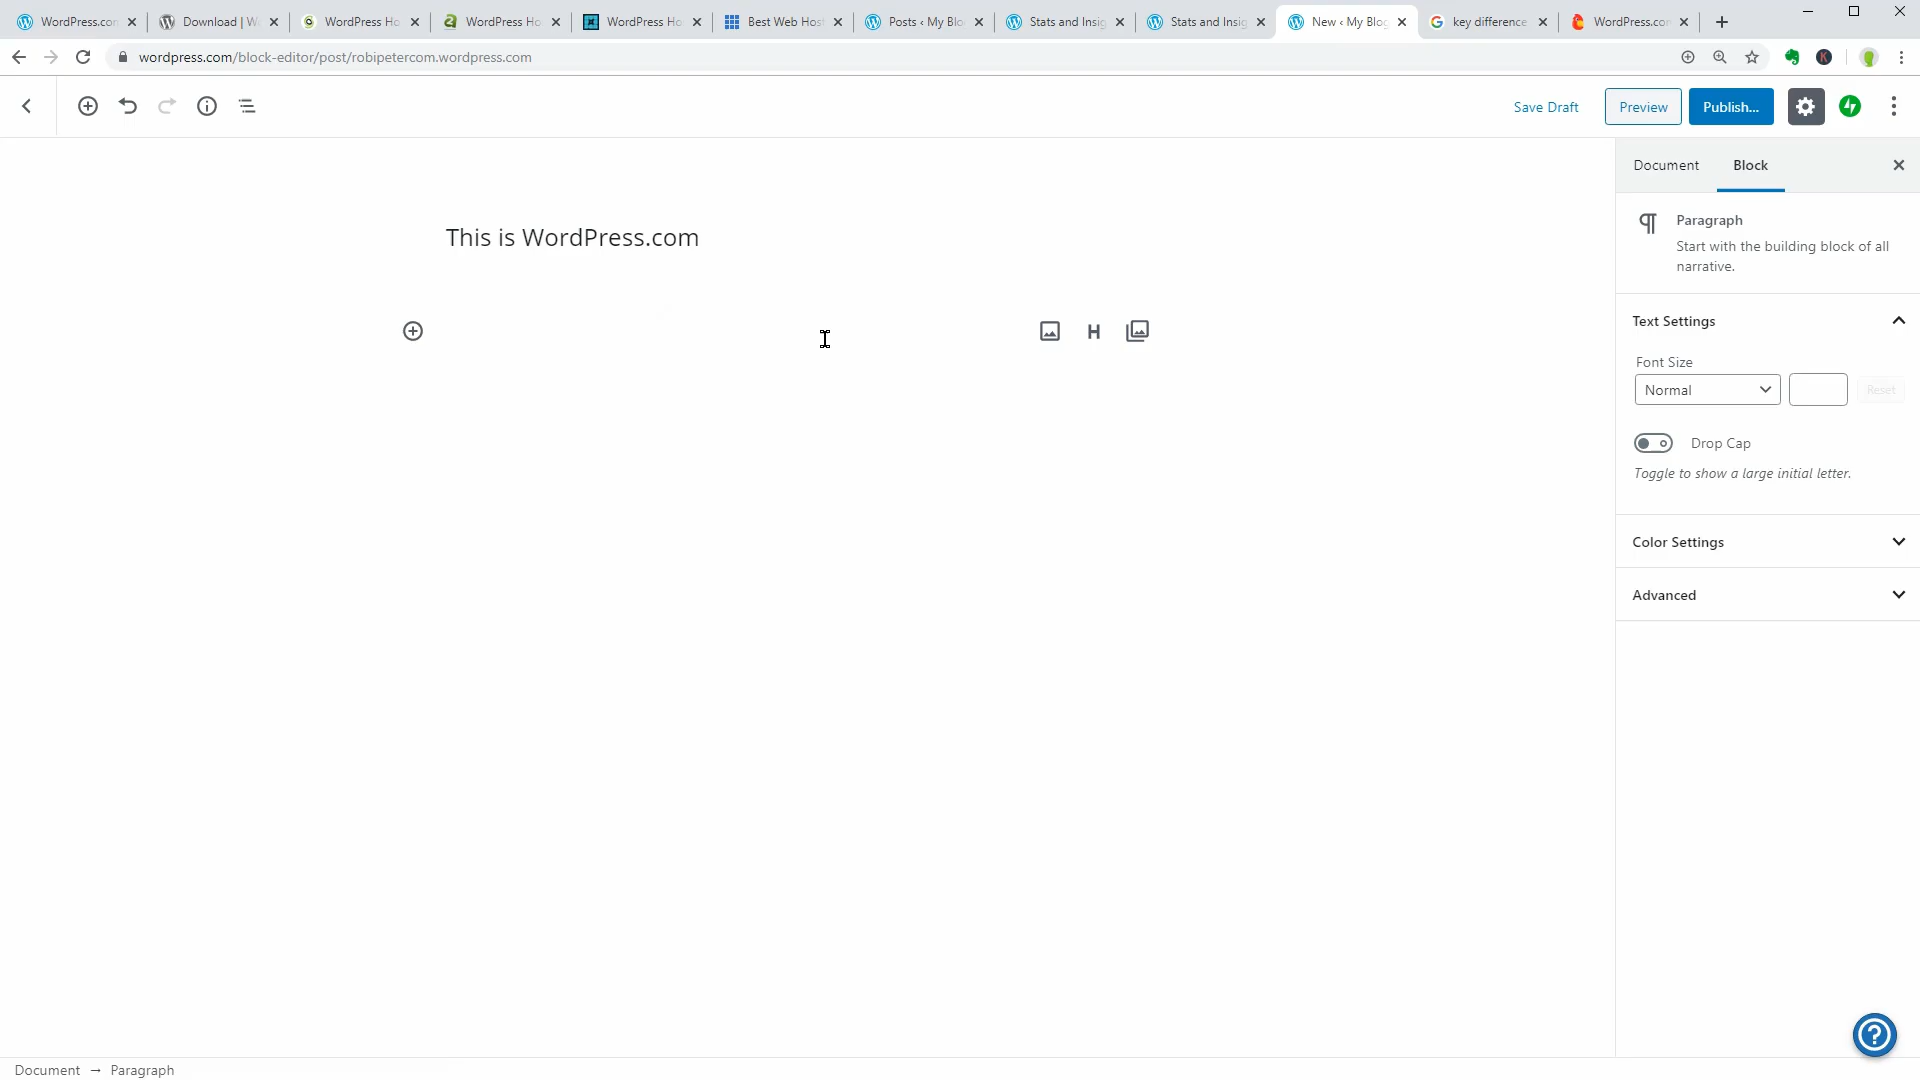 WordPress.com
Download | W
WordPress Ho
WordPress Ho
WordPress Ho
Best Web Host
Posts ‹ My Blo
Stats and Insig
Stats and Insig
New ‹ My Blog
key difference
WordPress.com
wordpress.com/block-editor/post/robipetercom.wordpress.com
K
Save Draft
Preview
Publish...
Document
Block
This is WordPress.com
H
Paragraph
Start with the building block of all
narrative.
Text Settings
Font Size
Normal
Reset
Drop Cap
Toggle to show a large initial letter.
Color Settings
Advanced
Document → Paragraph